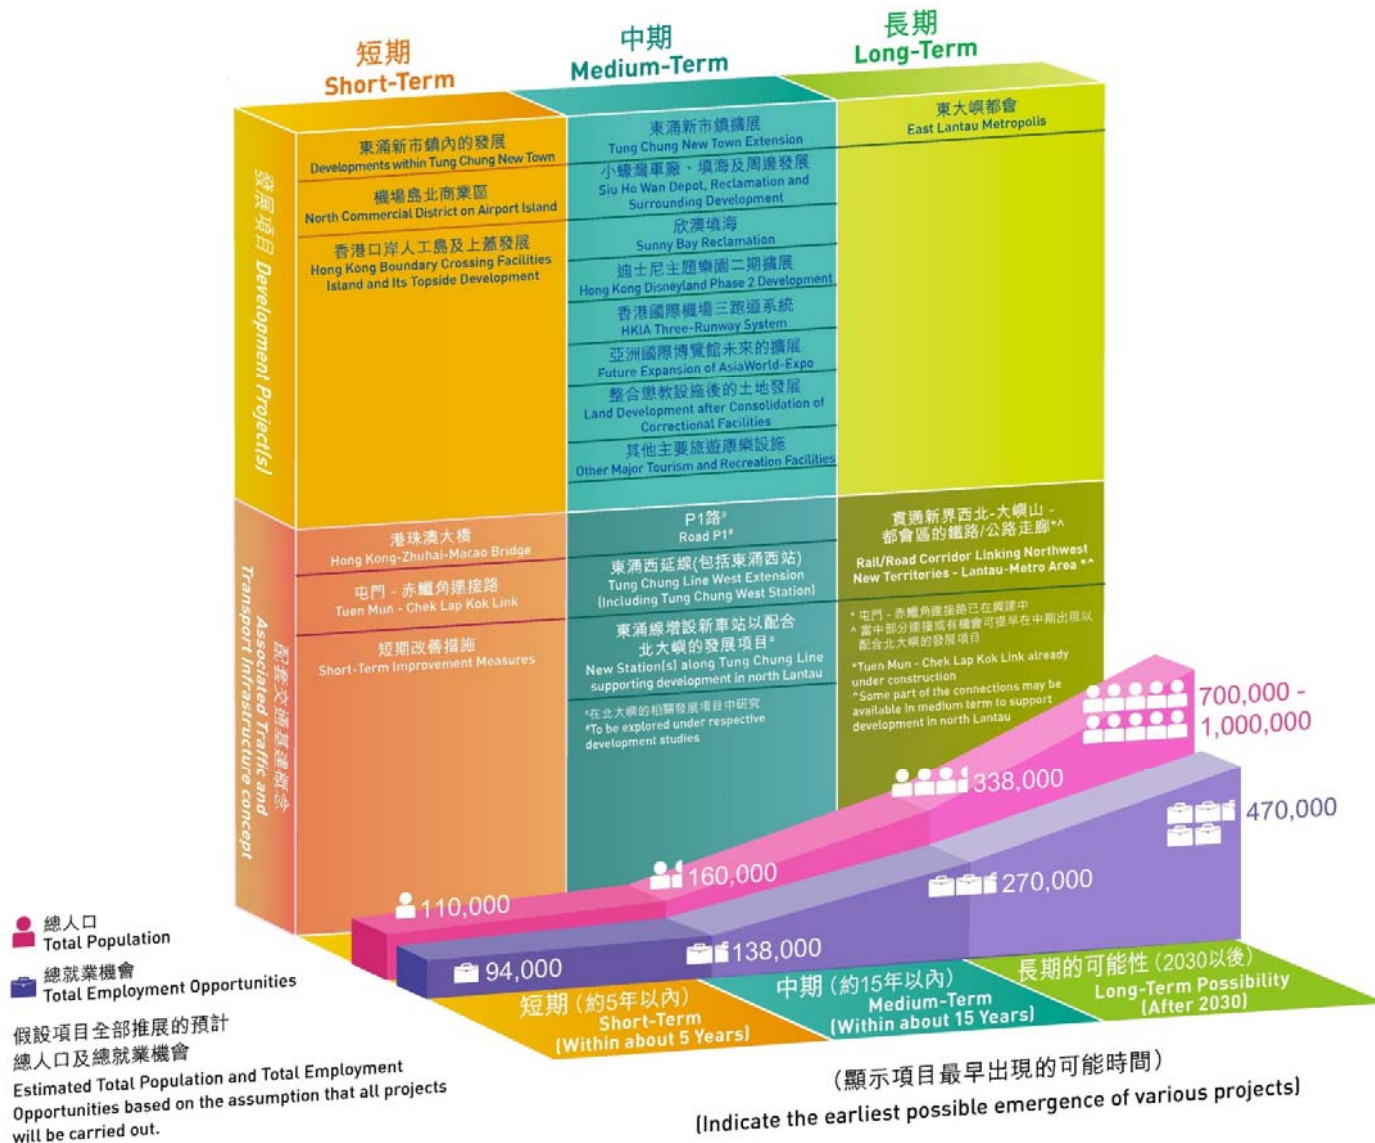 短期
Short-Term
中期
Medium-Term
長期
Long-Term
發展項目 Development Project(s)
東涌新市鎮內的發展
Developments within Tung Chung New Town
機場島北商業區
North Commercial District on Airport Island
香港口岸人工島及上蓋發展
Hong Kong Boundary Crossing Facilities
Island and Its Topside Development
東涌新市鎮擴展
Tung Chung New Town Extension
小蠔灣車廠、填海及周邊發展
Siu Ho Wan Depot, Reclamation and
Surrounding Development
欣澳填海
Sunny Bay Reclamation
迪士尼主題樂園二期擴展
Hong Kong Disneyland Phase 2 Development
香港國際機場三跑道系統
HKIA Three-Runway System
亞洲國際博覽館未來的擴展
Future Expansion of AsiaWorld-Expo
整合懲教設施後的土地發展
Land Development after Consolidation of
Correctional Facilities
其他主要旅遊康樂設施
Other Major Tourism and Recreation Facilities
東大嶼都會
East Lantau Metropolis
配套交通基建概念
Associated Traffic and
Transport Infrastructure concept
港珠澳大橋
Hong Kong-Zhuhai-Macao Bridge
屯門 - 赤鱲角連接路
Tuen Mun - Chek Lap Kok Link
短期改善措施
Short-Term Improvement Measures
P1路#
Road P1#
東涌西延線(包括東涌西站)
Tung Chung Line West Extension
(Including Tung Chung West Station)
東涌線增設新車站以配合
北大嶼的發展項目#
New Station(s) along Tung Chung Line
supporting development in north Lantau
#在北大嶼的相關發展項目中研究
#To be explored under respective
development studies
貫通新界西北-大嶼山 -
都會區的鐵路/公路走廊*^
Rail/Road Corridor Linking Northwest
New Territories - Lantau-Metro Area *^
* 屯門 - 赤鱲角連接路已在興建中
^ 當中部分連接或有機會可提早在中期出現以
配合北大嶼的發展項目
*Tuen Mun - Chek Lap Kok Link already
under construction
^Some part of the connections may be
available in medium term to support
development in north Lantau
110,000
160,000
338,000
700,000 -
1,000,000
94,000
138,000
270,000
470,000
總人口
Total Population
總就業機會
Total Employment Opportunities
假設項目全部推展的預計
總人口及總就業機會
Estimated Total Population and Total Employment
Opportunities based on the assumption that all projects
will be carried out.
短期 (約5年以內)
Short-Term
(Within about 5 Years)
中期 (約15年以內)
Medium-Term
(Within about 15 Years)
長期的可能性 (2030以後)
Long-Term Possibility
(After 2030)
(顯示項目最早出現的可能時間)
(Indicate the earliest possible emergence of various projects)